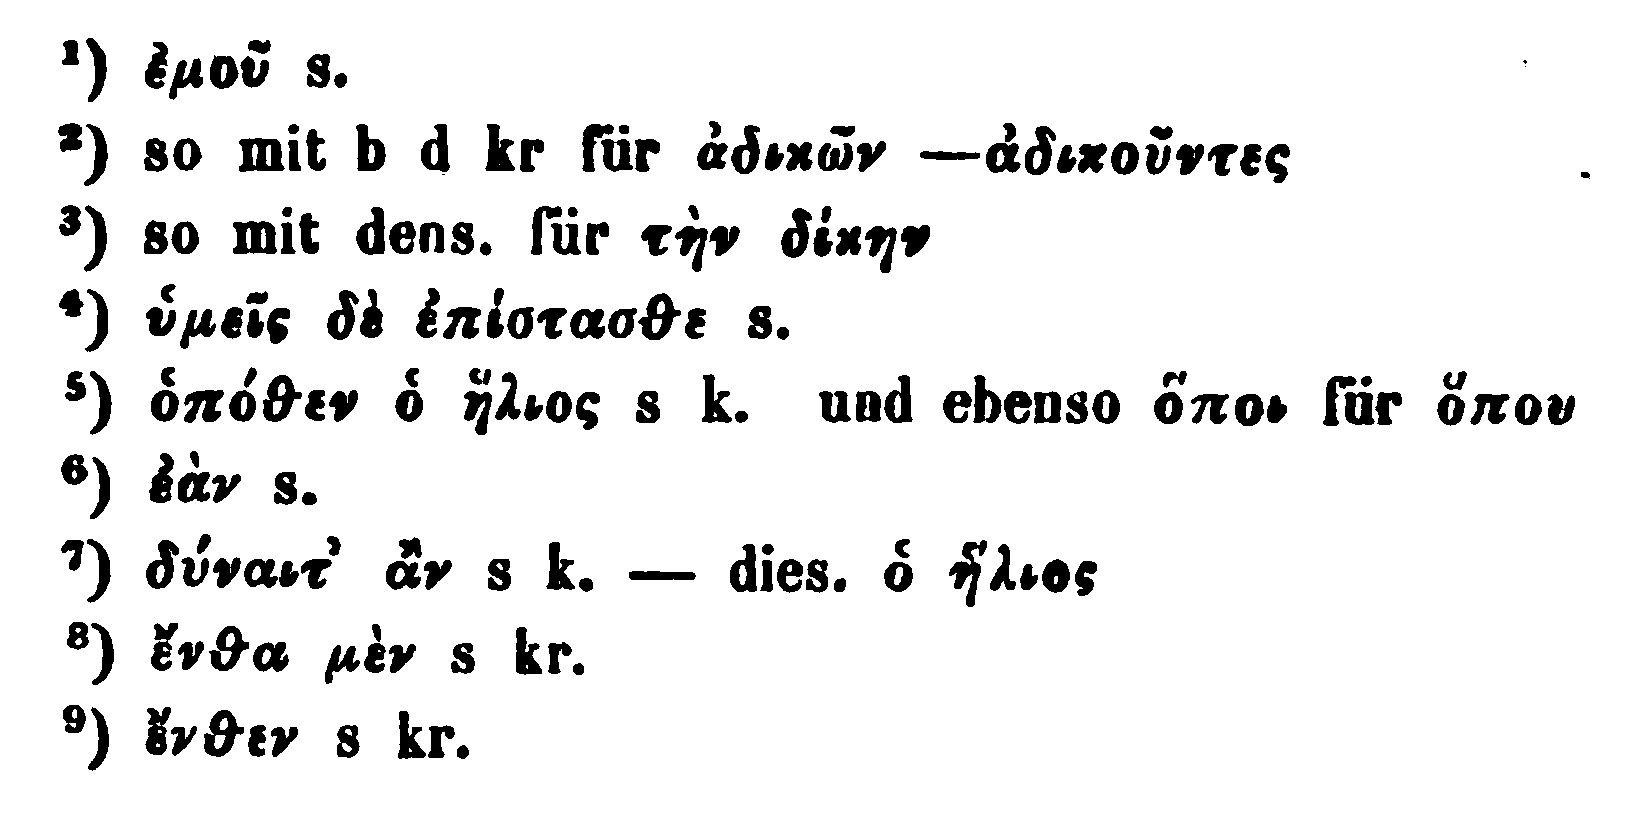 ¹) ἐμοῦ s.
²) so mit b d kr für ἀδικῶν —ἀδικοῦντες
³) so mit dens. für τὴν δίκην
⁴) ὑμεῖς δὲ ἐπίστασθε s.
⁵) ὁπόθεν ὁ ἥλιος s k. und ebenso ὅποι für ὅπου
⁶) ἐὰν s.
⁷) δύναιτ’ ἂν s k. — dies. ὁ ἥλιος
⁸) ἔνθα μὲν s kr.
⁹) ἔνθεν s kr.